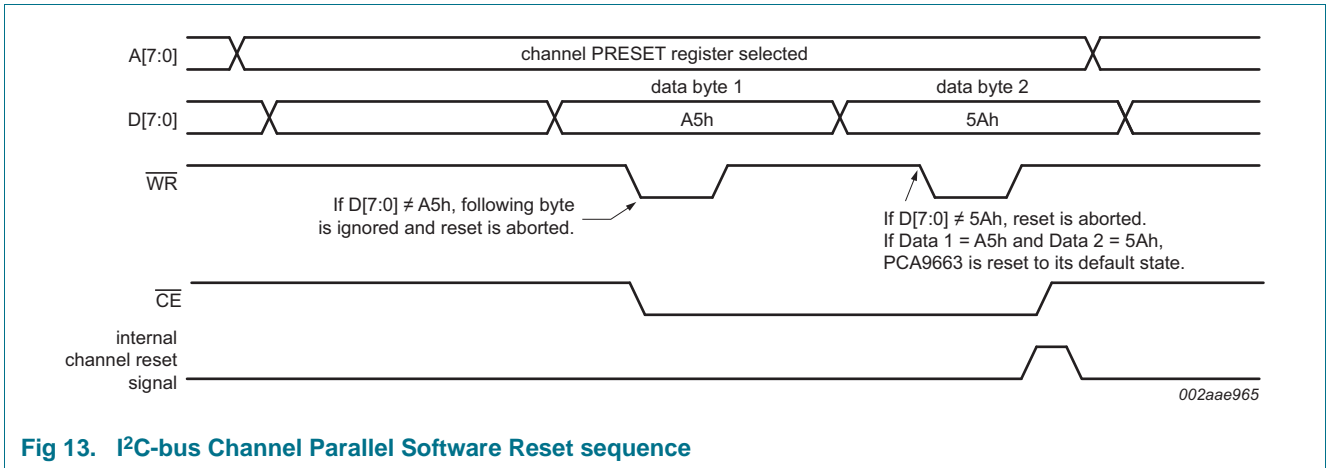 A[7:0]
channel PRESET register selected
data byte 1
data byte 2
D[7:0]
A5h
5Ah
WR
If D[7:0] ≠ A5h, following byte
is ignored and reset is aborted.
If D[7:0] ≠ 5Ah, reset is aborted.
If Data 1 = A5h and Data 2 = 5Ah,
PCA9663 is reset to its default state.
CE
internal
channel reset
signal
002aae965
Fig 13. I²C-bus Channel Parallel Software Reset sequence